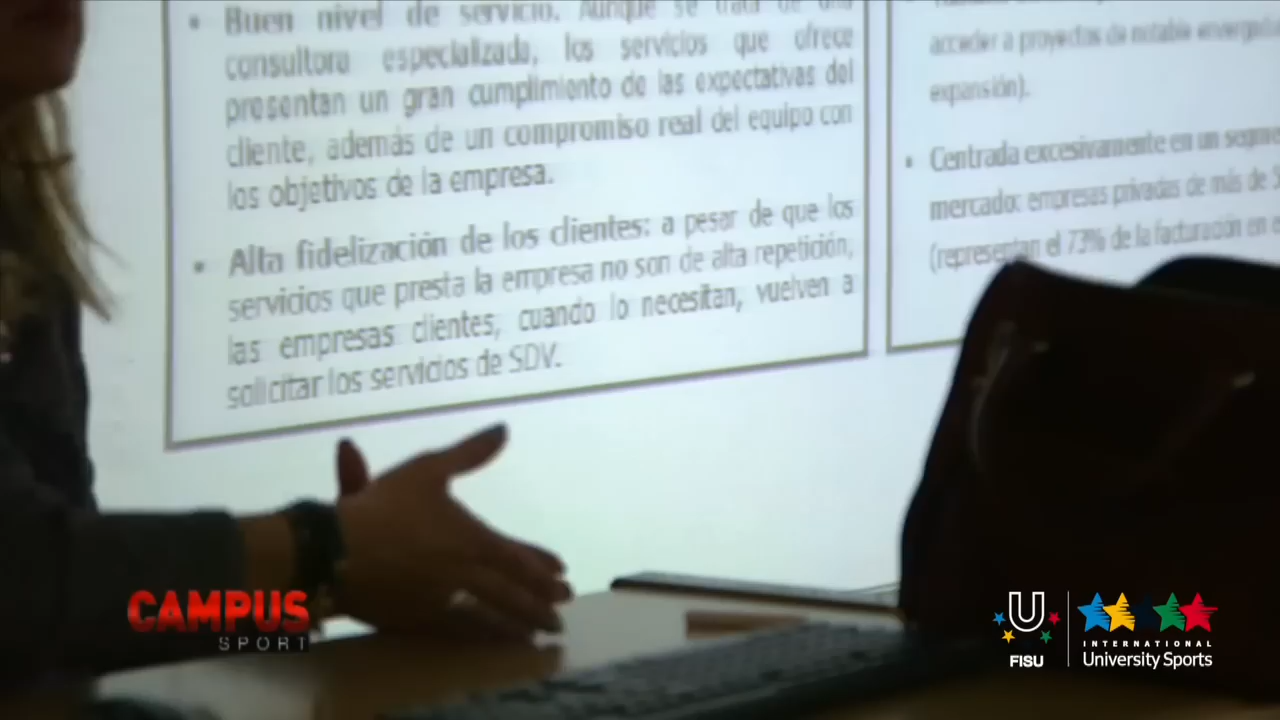 • Buen nivel de servicio. Aunque se trata de una
consultora especializada, los servicios que ofrece
presentan un gran cumplimiento de las expectativas del
cliente, además de un compromiso real del equipo con
los objetivos de la empresa.
• Alta fidelización de los clientes: a pesar de que los
servicios que presta la empresa no son de alta repetición,
las empresas clientes, cuando lo necesitan, vuelven a
solicitar los servicios de SDV.
acceder a proyectos de notable
expansión).
• Centrada excesivamente en un
mercado: empresas privadas de más de
(representan el 73% de la facturación en
CAMPUS
SPORT
U
FISU
INTERNATIONAL
University Sports